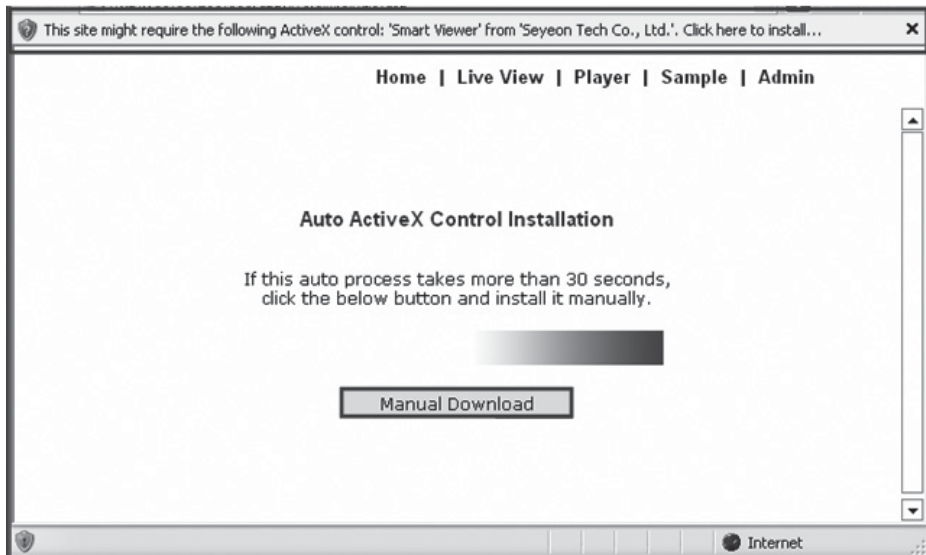 This site might require the following ActiveX control: 'Smart Viewer' from 'Seyeon Tech Co., Ltd.'. Click here to install...
Home | Live View | Player | Sample | Admin
Auto ActiveX Control Installation
If this auto process takes more than 30 seconds,
click the below button and install it manually.
Manual Download
Internet